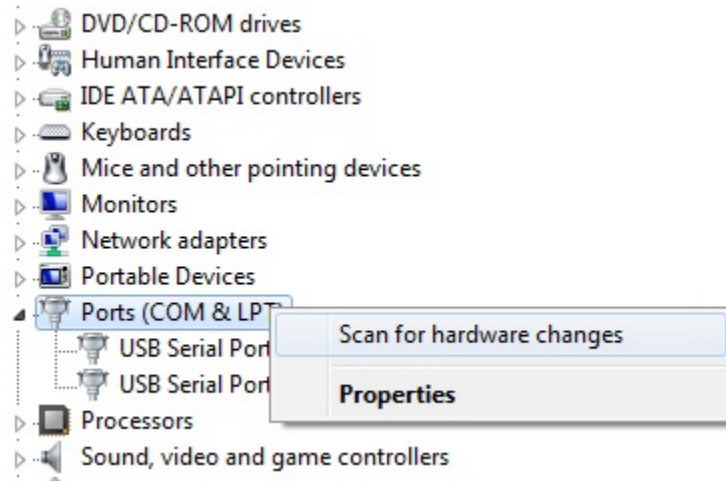 DVD/CD-ROM drives
Human Interface Devices
IDE ATA/ATAPI controllers
Keyboards
Mice and other pointing devices
Monitors
Network adapters
Portable Devices
Ports (COM & LPT)
Scan for hardware changes
USB Serial Port
USB Serial Port
Properties
Processors
Sound, video and game controllers